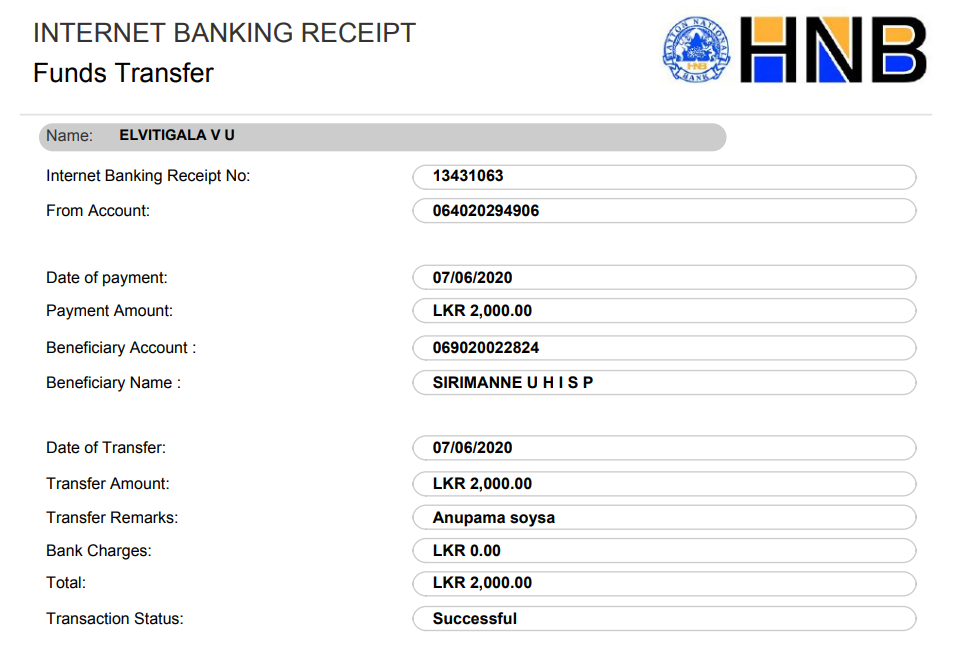 INTERNET BANKING RECEIPT
Funds Transfer
HATTON NATIONAL BANK
HNB
HNB
Name: ELVITIGALA V U
Internet Banking Receipt No: 13431063
From Account: 064020294906
Date of payment: 07/06/2020
Payment Amount: LKR 2,000.00
Beneficiary Account : 069020022824
Beneficiary Name : SIRIMANNE U H I S P
Date of Transfer: 07/06/2020
Transfer Amount: LKR 2,000.00
Transfer Remarks: Anupama soysa
Bank Charges: LKR 0.00
Total: LKR 2,000.00
Transaction Status: Successful